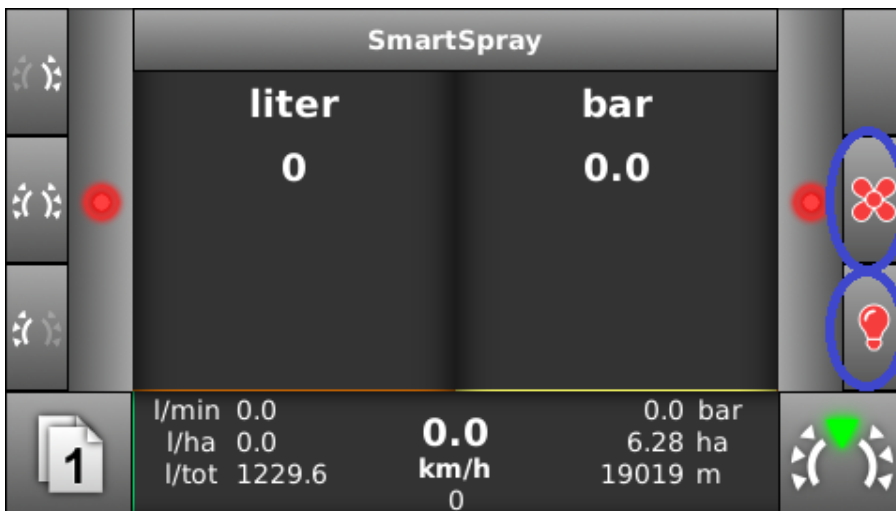 SmartSpray
liter bar
0 0.0
l/min 0.0 0.0 bar
l/ha 0.0 0.0 6.28 ha
l/tot 1229.6 km/h 19019 m
0
1